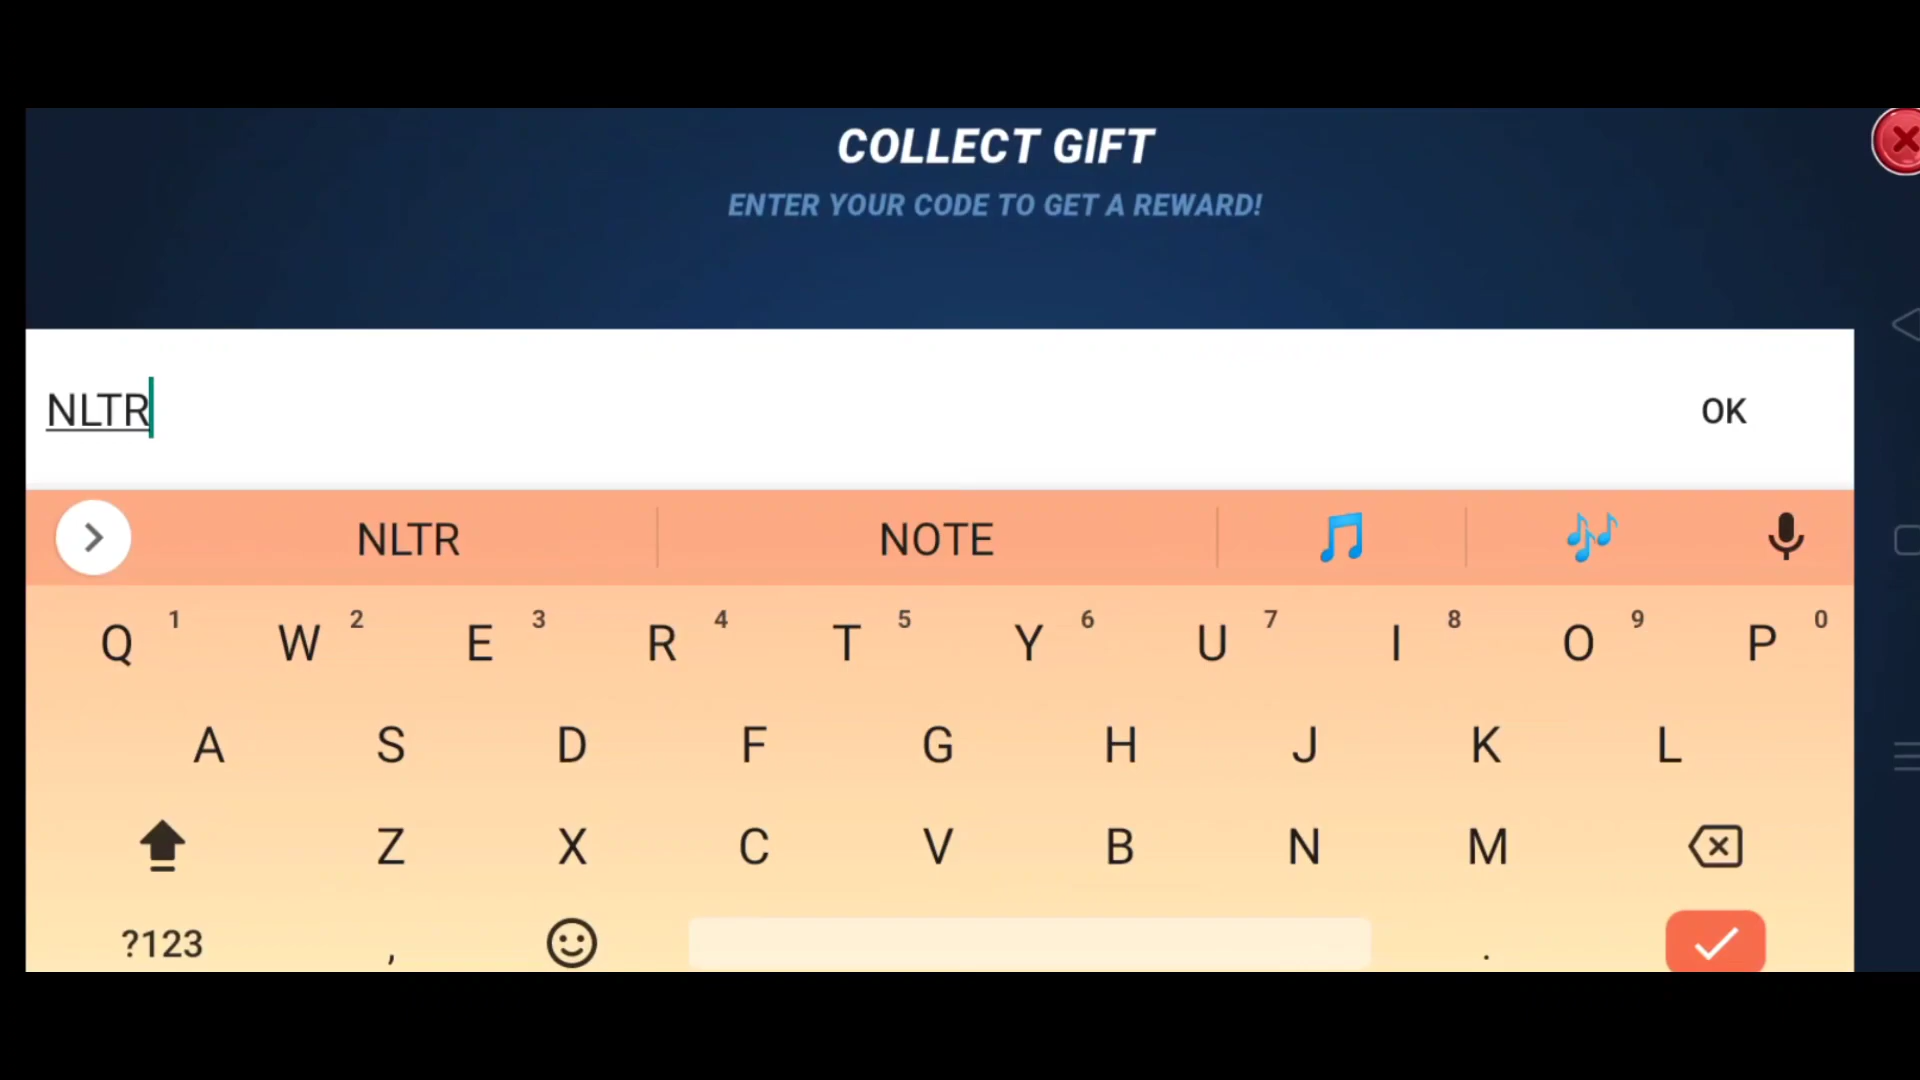 COLLECT GIFT
ENTER YOUR CODE TO GET A REWARD!
NLTR OK
NLTR NOTE
Q 1 W 2 E 3 R 4 T 5 Y 6 U 7 I 8 O 9 P 0
A S D F G H J K L
Z X C V B N M
?123 , .